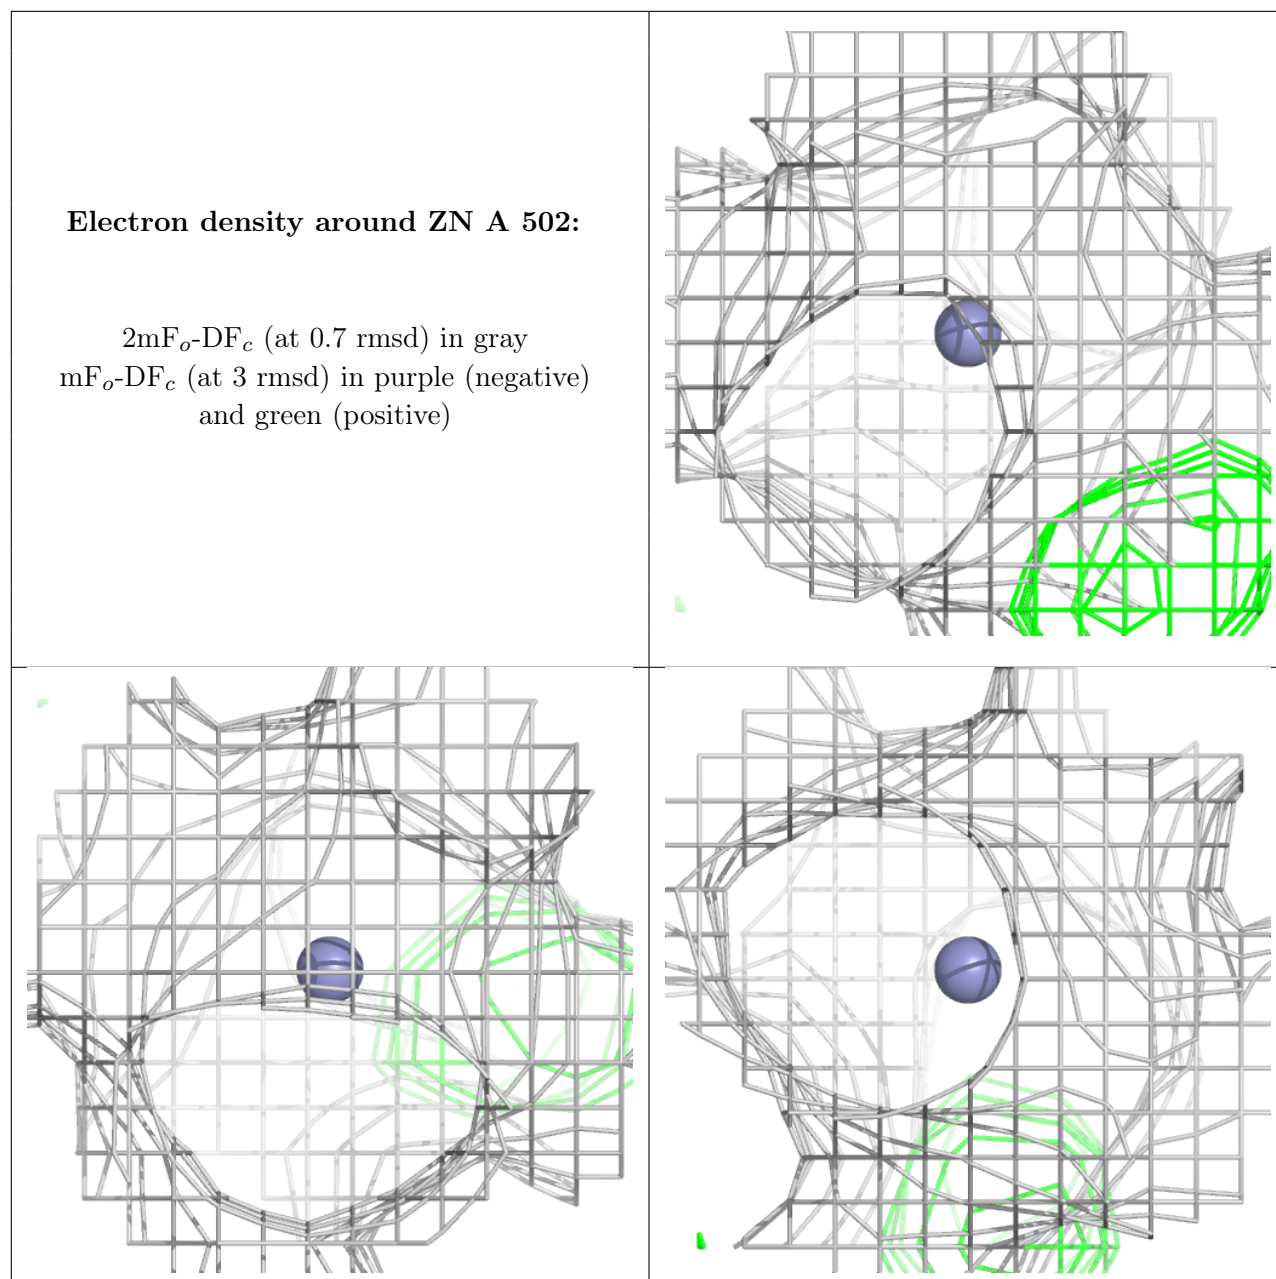 Electron density around ZN A 502:
2mFo-DFc (at 0.7 rmsd) in gray
mFo-DFc (at 3 rmsd) in purple (negative)
and green (positive)